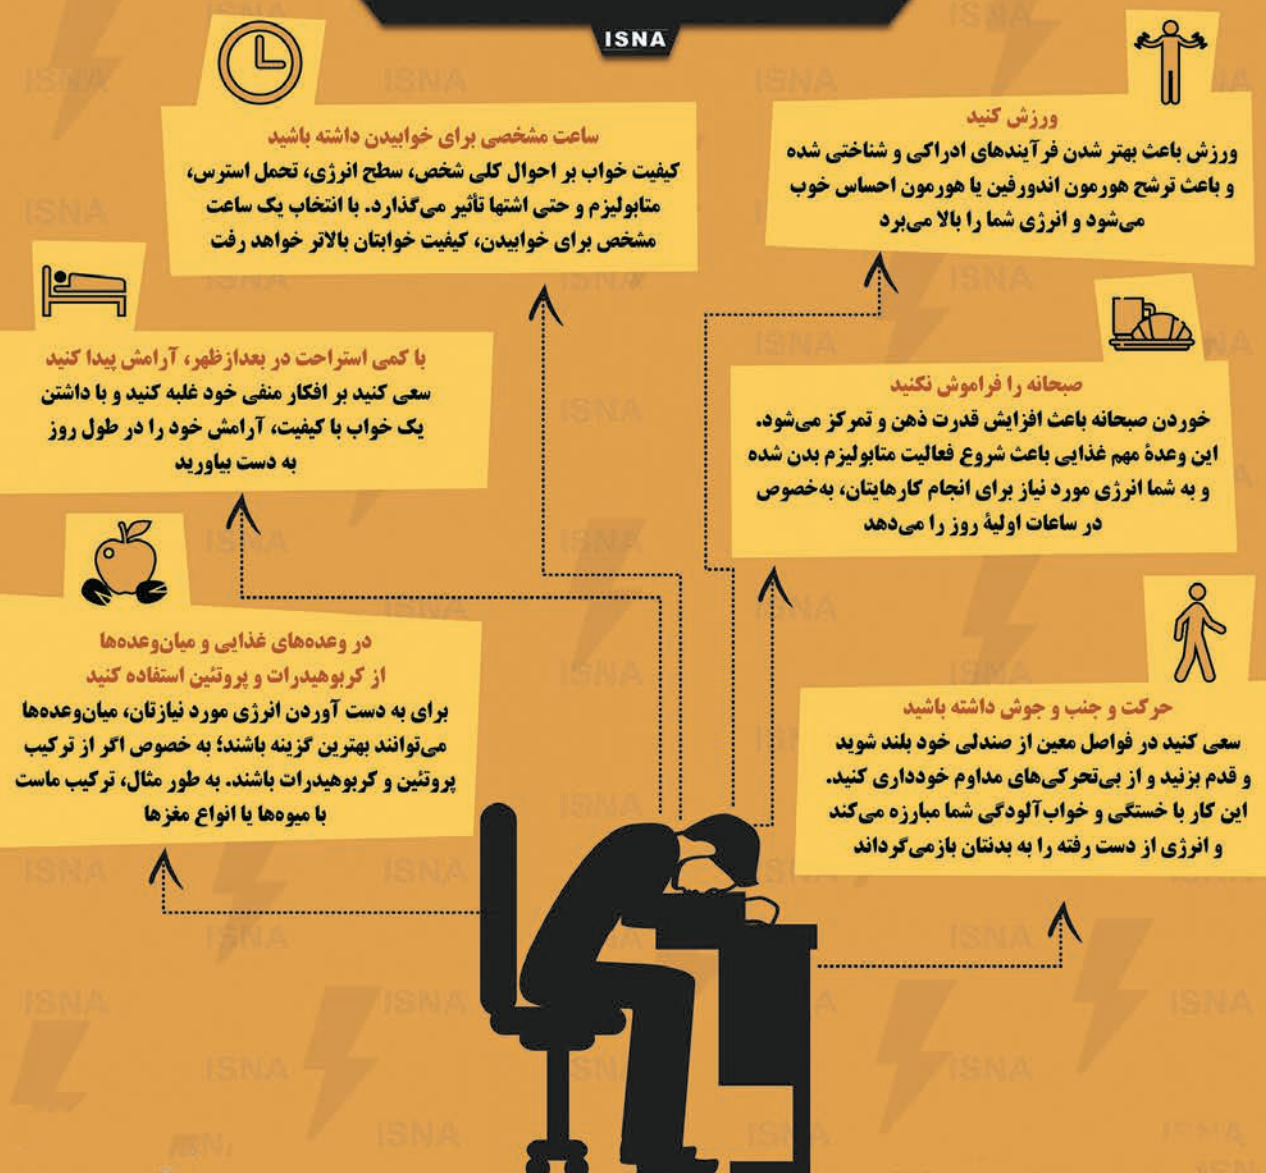 ISNA
ورزش کنید
ورزش باعث بهتر شدن فرآیندهای ادراکی و شناختی شده
و باعث ترشح هورمون اندورفین یا هورمون احساس خوب
می‌شود و انرژی شما را بالا می‌برد
ساعت مشخصی برای خوابیدن داشته باشید
کیفیت خواب بر احوال کلی شخص، سطح انرژی، تحمل استرس،
متابولیزم و حتی اشتها تأثیر می‌گذارد. با انتخاب یک ساعت
مشخص برای خوابیدن، کیفیت خوابتان بالاتر خواهد رفت
صبحانه را فراموش نکنید
خوردن صبحانه باعث افزایش قدرت ذهن و تمرکز می‌شود.
این وعدهٔ مهم غذایی باعث شروع فعالیت متابولیزم بدن شده
و به شما انرژی مورد نیاز برای انجام کارهایتان، به‌خصوص
در ساعات اولیهٔ روز را می‌دهد
با کمی استراحت در بعدازظهر، آرامش پیدا کنید
سعی کنید بر افکار منفی خود غلبه کنید و با داشتن
یک خواب با کیفیت، آرامش خود را در طول روز
به دست بیاورید
حرکت و جنب و جوش داشته باشید
سعی کنید در فواصل معین از صندلی خود بلند شوید
و قدم بزنید و از بی‌تحرکی‌های مداوم خودداری کنید.
این کار با خستگی و خواب‌آلودگی شما مبارزه می‌کند
و انرژی از دست رفته را به بدنتان بازمی‌گرداند
در وعده‌های غذایی و میان‌وعده‌ها
از کربوهیدرات و پروتئین استفاده کنید
برای به دست آوردن انرژی مورد نیازتان، میان‌وعده‌ها
می‌توانند بهترین گزینه باشند؛ به خصوص اگر از ترکیب
پروتئین و کربوهیدرات باشند. به طور مثال، ترکیب ماست
با میوه‌ها یا انواع مغزها